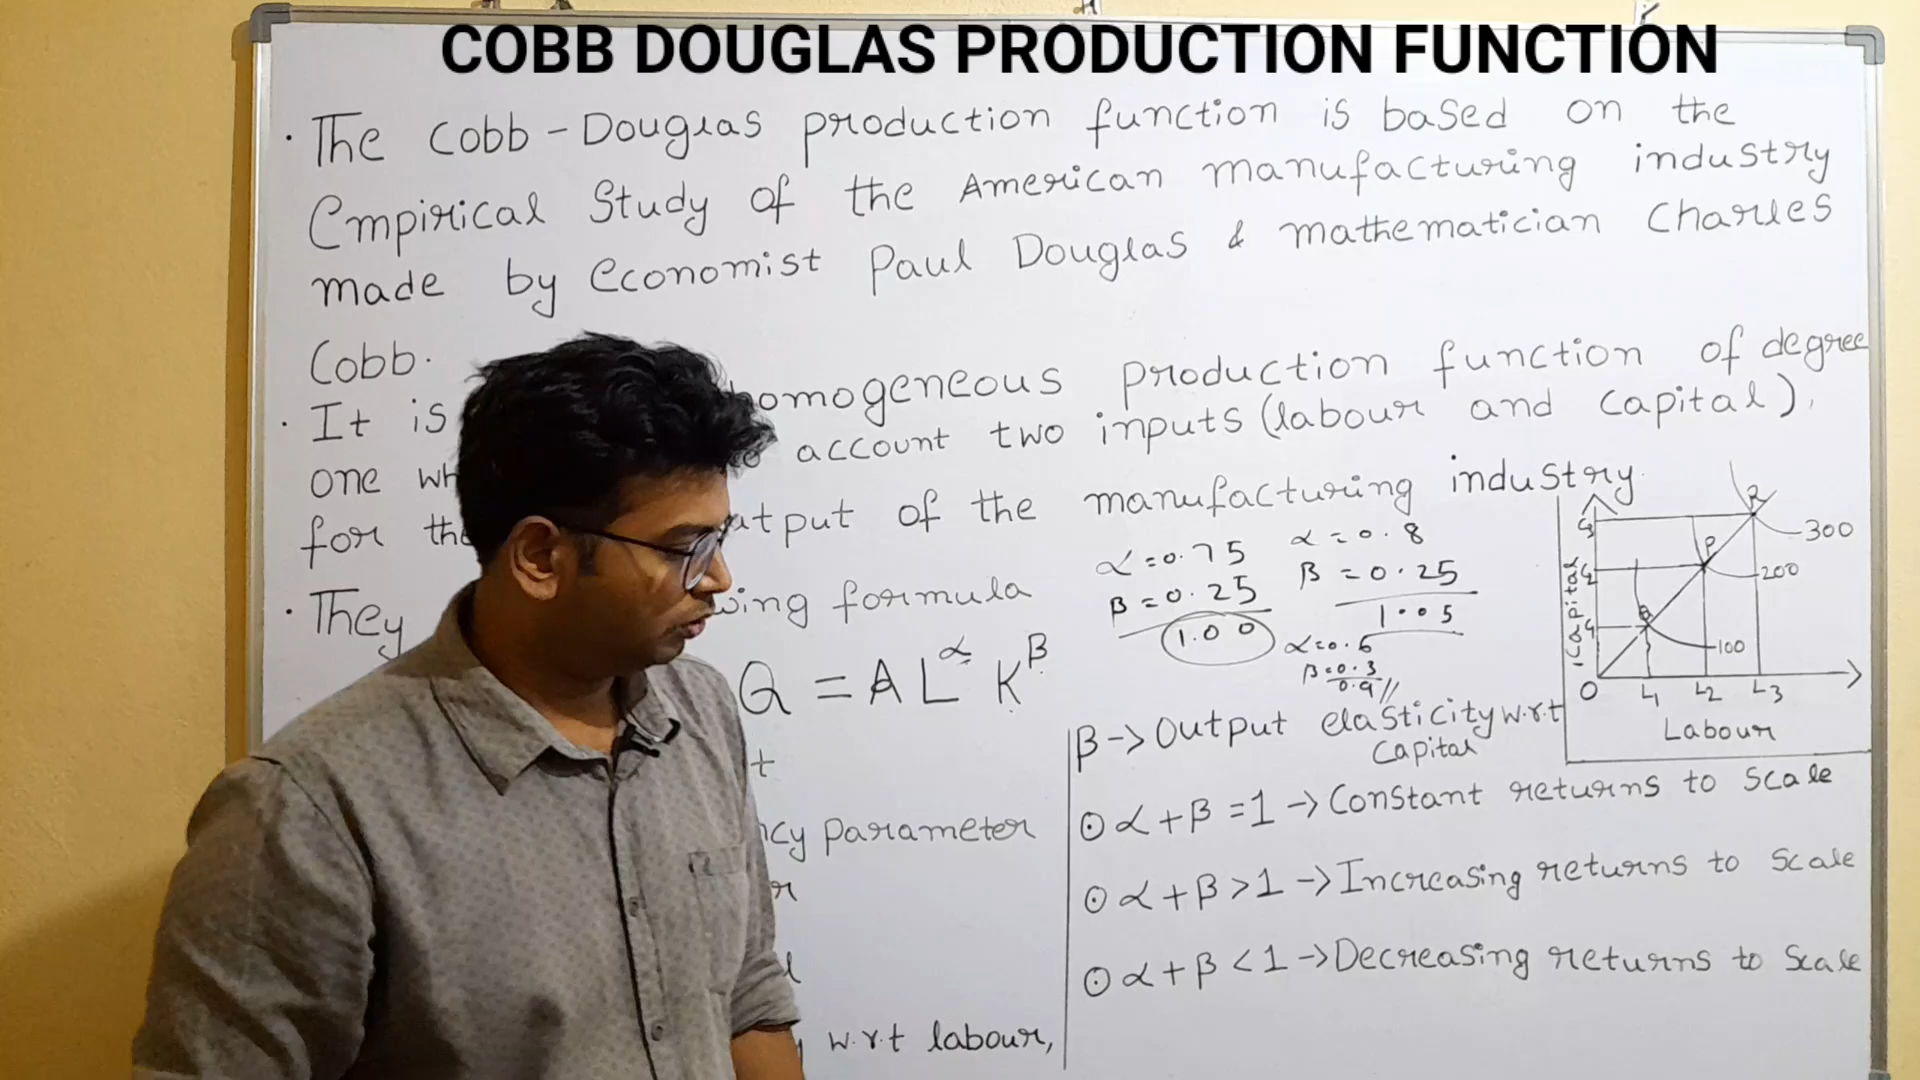 COBB DOUGLAS PRODUCTION FUNCTION
· The Cobb-Douglas production function is based on the
Empirical Study of the American manufacturing industry
made by Economist Paul Douglas & mathematician Charles
Cobb.
· It is omogeneous production function of degree
one wh account two inputs (labour and capital),
for the utput of the manufacturing industry.
· They wing formula
Q = A L^α K^β
t
ncy parameter
r
l
w.r.t labour,
α=0.75
β=0.25
1.00
α=0.8
β=0.25
1.05
α=0.6
β=0.3
0.9//
β→Output elasticity w.r.t
Capital
⊙ α+β=1→Constant returns to scale
⊙ α+β>1→Increasing returns to scale
⊙ α+β<1→Decreasing returns to scale
R
300
P
200
100
Capital
O L1 L2 L3
Labour